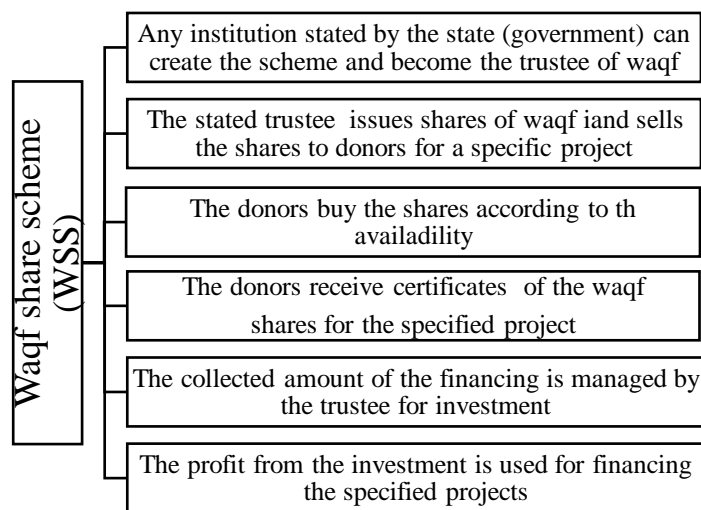 Waqf share scheme
(WSS)
Any institution stated by the state (government) can
create the scheme and become the trustee of waqf
The stated trustee issues shares of waqf iand sells
the shares to donors for a specific project
The donors buy the shares according to th
availadility
The donors receive certificates of the waqf
shares for the specified project
The collected amount of the financing is managed by
the trustee for investment
The profit from the investment is used for financing
the specified projects